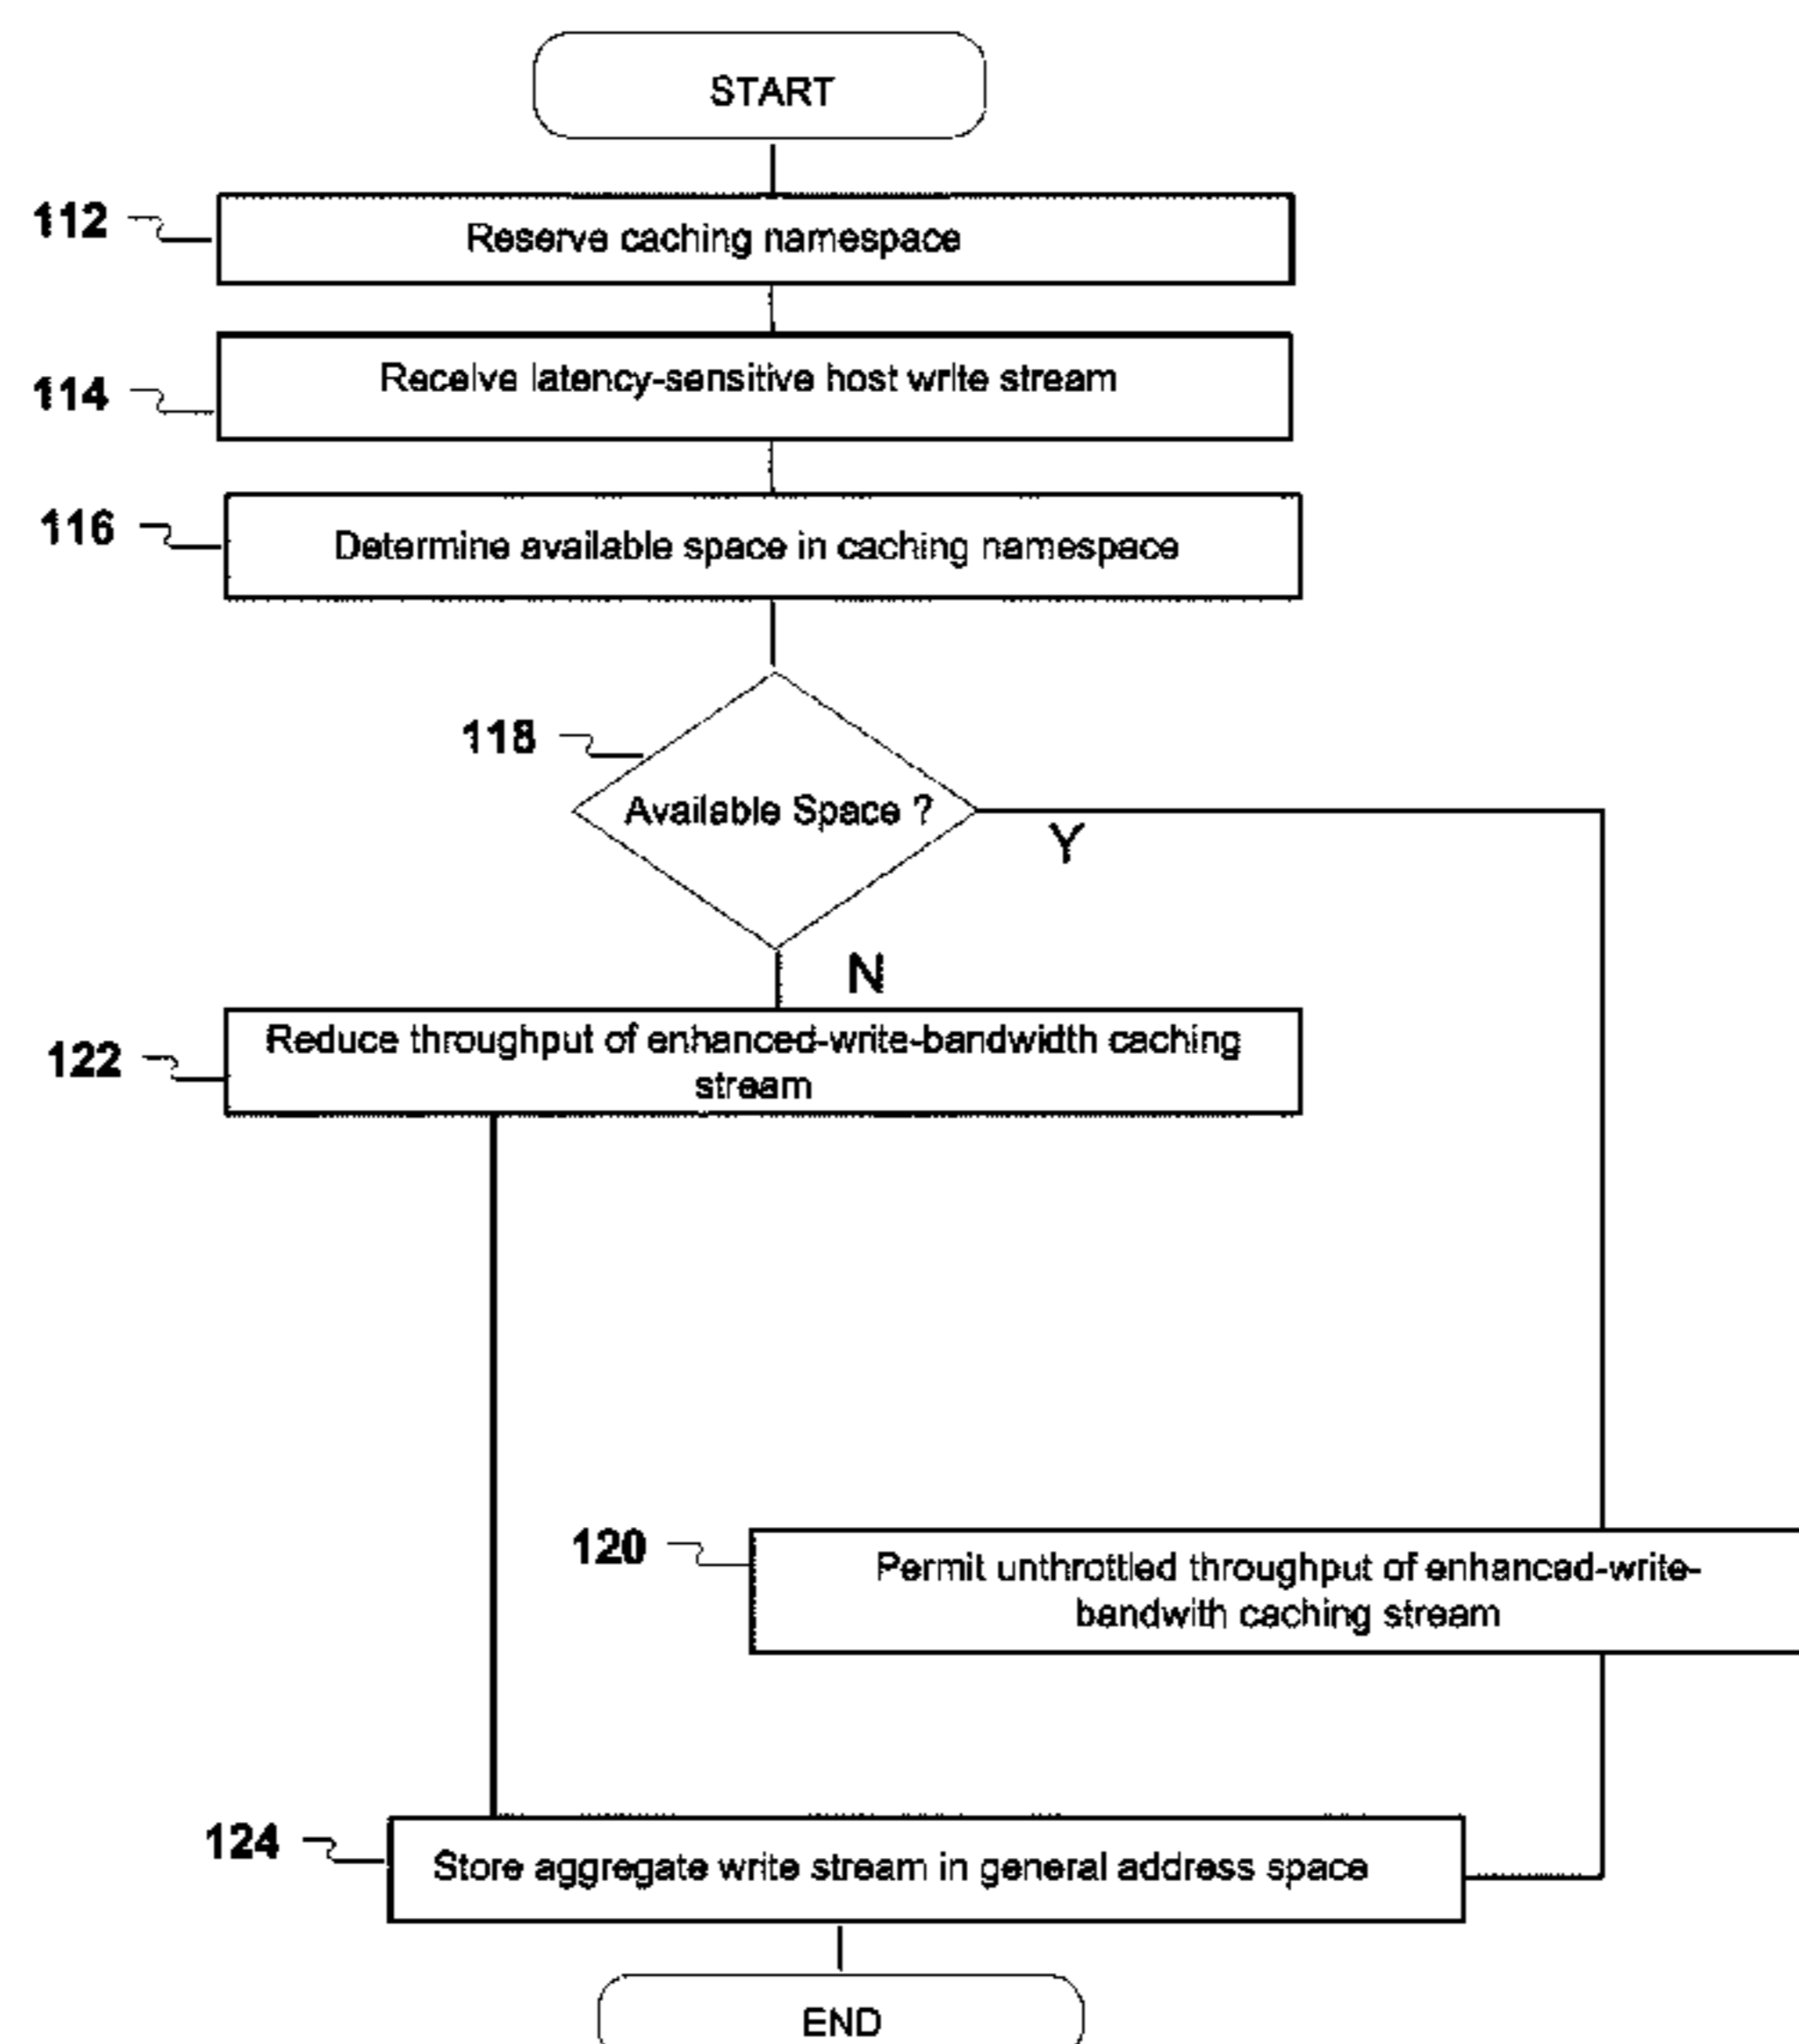 START
112
Reserve caching namespace
114
Receive latency-sensitive host write stream
116
Determine available space in caching namespace
118
Available Space ?
Y
N
122
Reduce throughput of enhanced-write-bandwidth caching
stream
120
Permit unthrottled throughput of enhanced-write-
bandwith caching stream
124
Store aggregate write stream in general address space
END